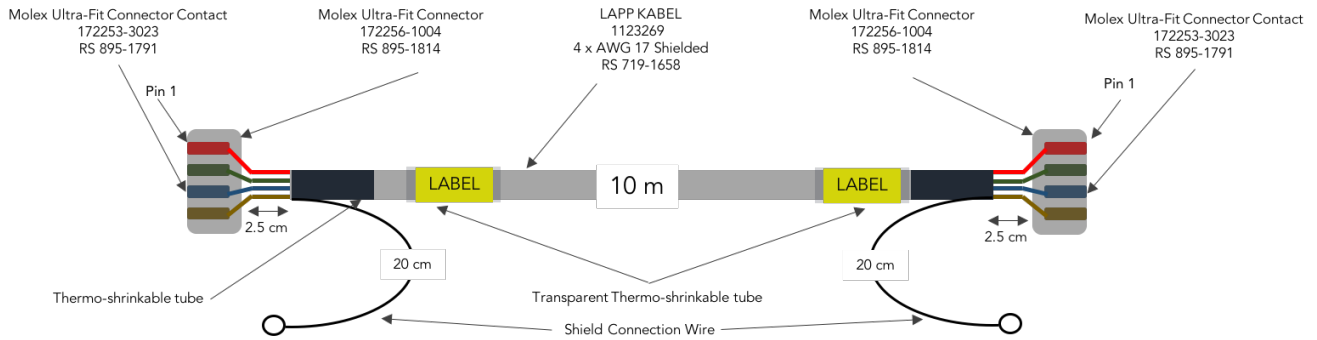 Molex Ultra-Fit Connector Contact
172253-3023
RS 895-1791
Molex Ultra-Fit Connector
172256-1004
RS 895-1814
LAPP KABEL
1123269
4 x AWG 17 Shielded
RS 719-1658
Molex Ultra-Fit Connector
172256-1004
RS 895-1814
Molex Ultra-Fit Connector Contact
172253-3023
RS 895-1791
Pin 1
Pin 1
LABEL
10 m
LABEL
2.5 cm
2.5 cm
20 cm
20 cm
Thermo-shrinkable tube
Transparent Thermo-shrinkable tube
Shield Connection Wire